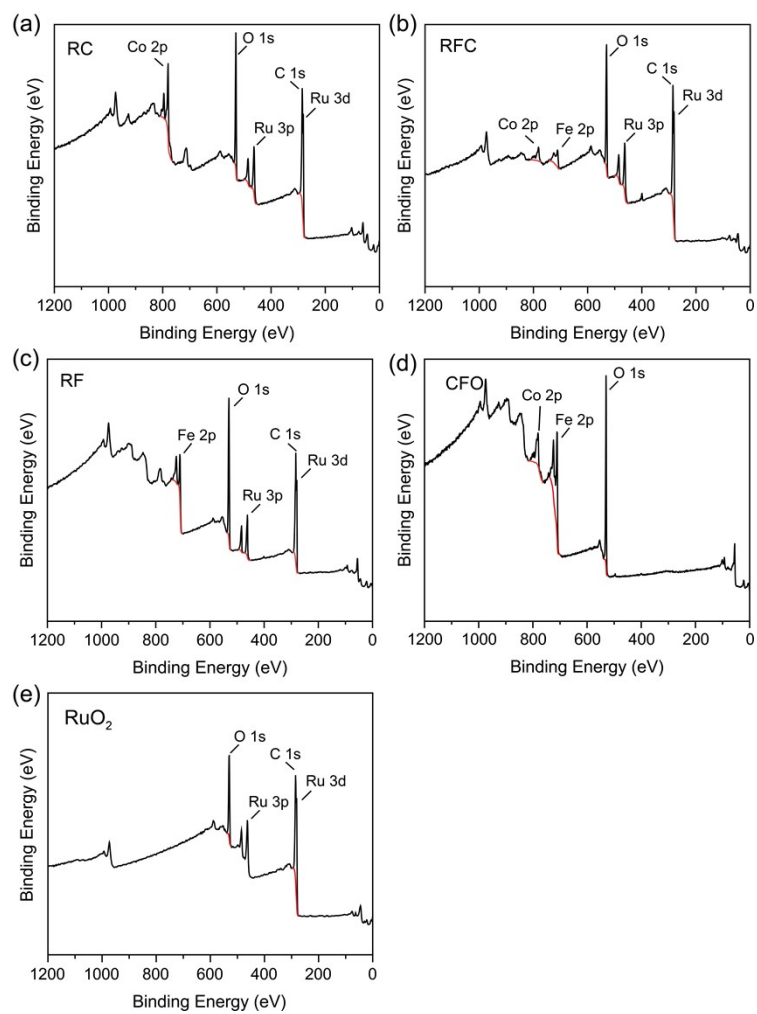 (a)
RC
Co 2p
O 1s
C 1s
Ru 3d
Ru 3p
Binding Energy (eV)
1200 1000 800 600 400 200 0
Binding Energy (eV)
(b)
RFC
O 1s
C 1s
Ru 3d
Co 2p
Fe 2p
Ru 3p
Binding Energy (eV)
1200 1000 800 600 400 200 0
Binding Energy (eV)
(c)
RF
O 1s
Fe 2p
C 1s
Ru 3d
Ru 3p
Binding Energy (eV)
1200 1000 800 600 400 200 0
Binding Energy (eV)
(d)
CFO
O 1s
Co 2p
Fe 2p
Binding Energy (eV)
1200 1000 800 600 400 200 0
Binding Energy (eV)
(e)
RuO₂
O 1s
C 1s
Ru 3d
Ru 3p
Binding Energy (eV)
1200 1000 800 600 400 200 0
Binding Energy (eV)